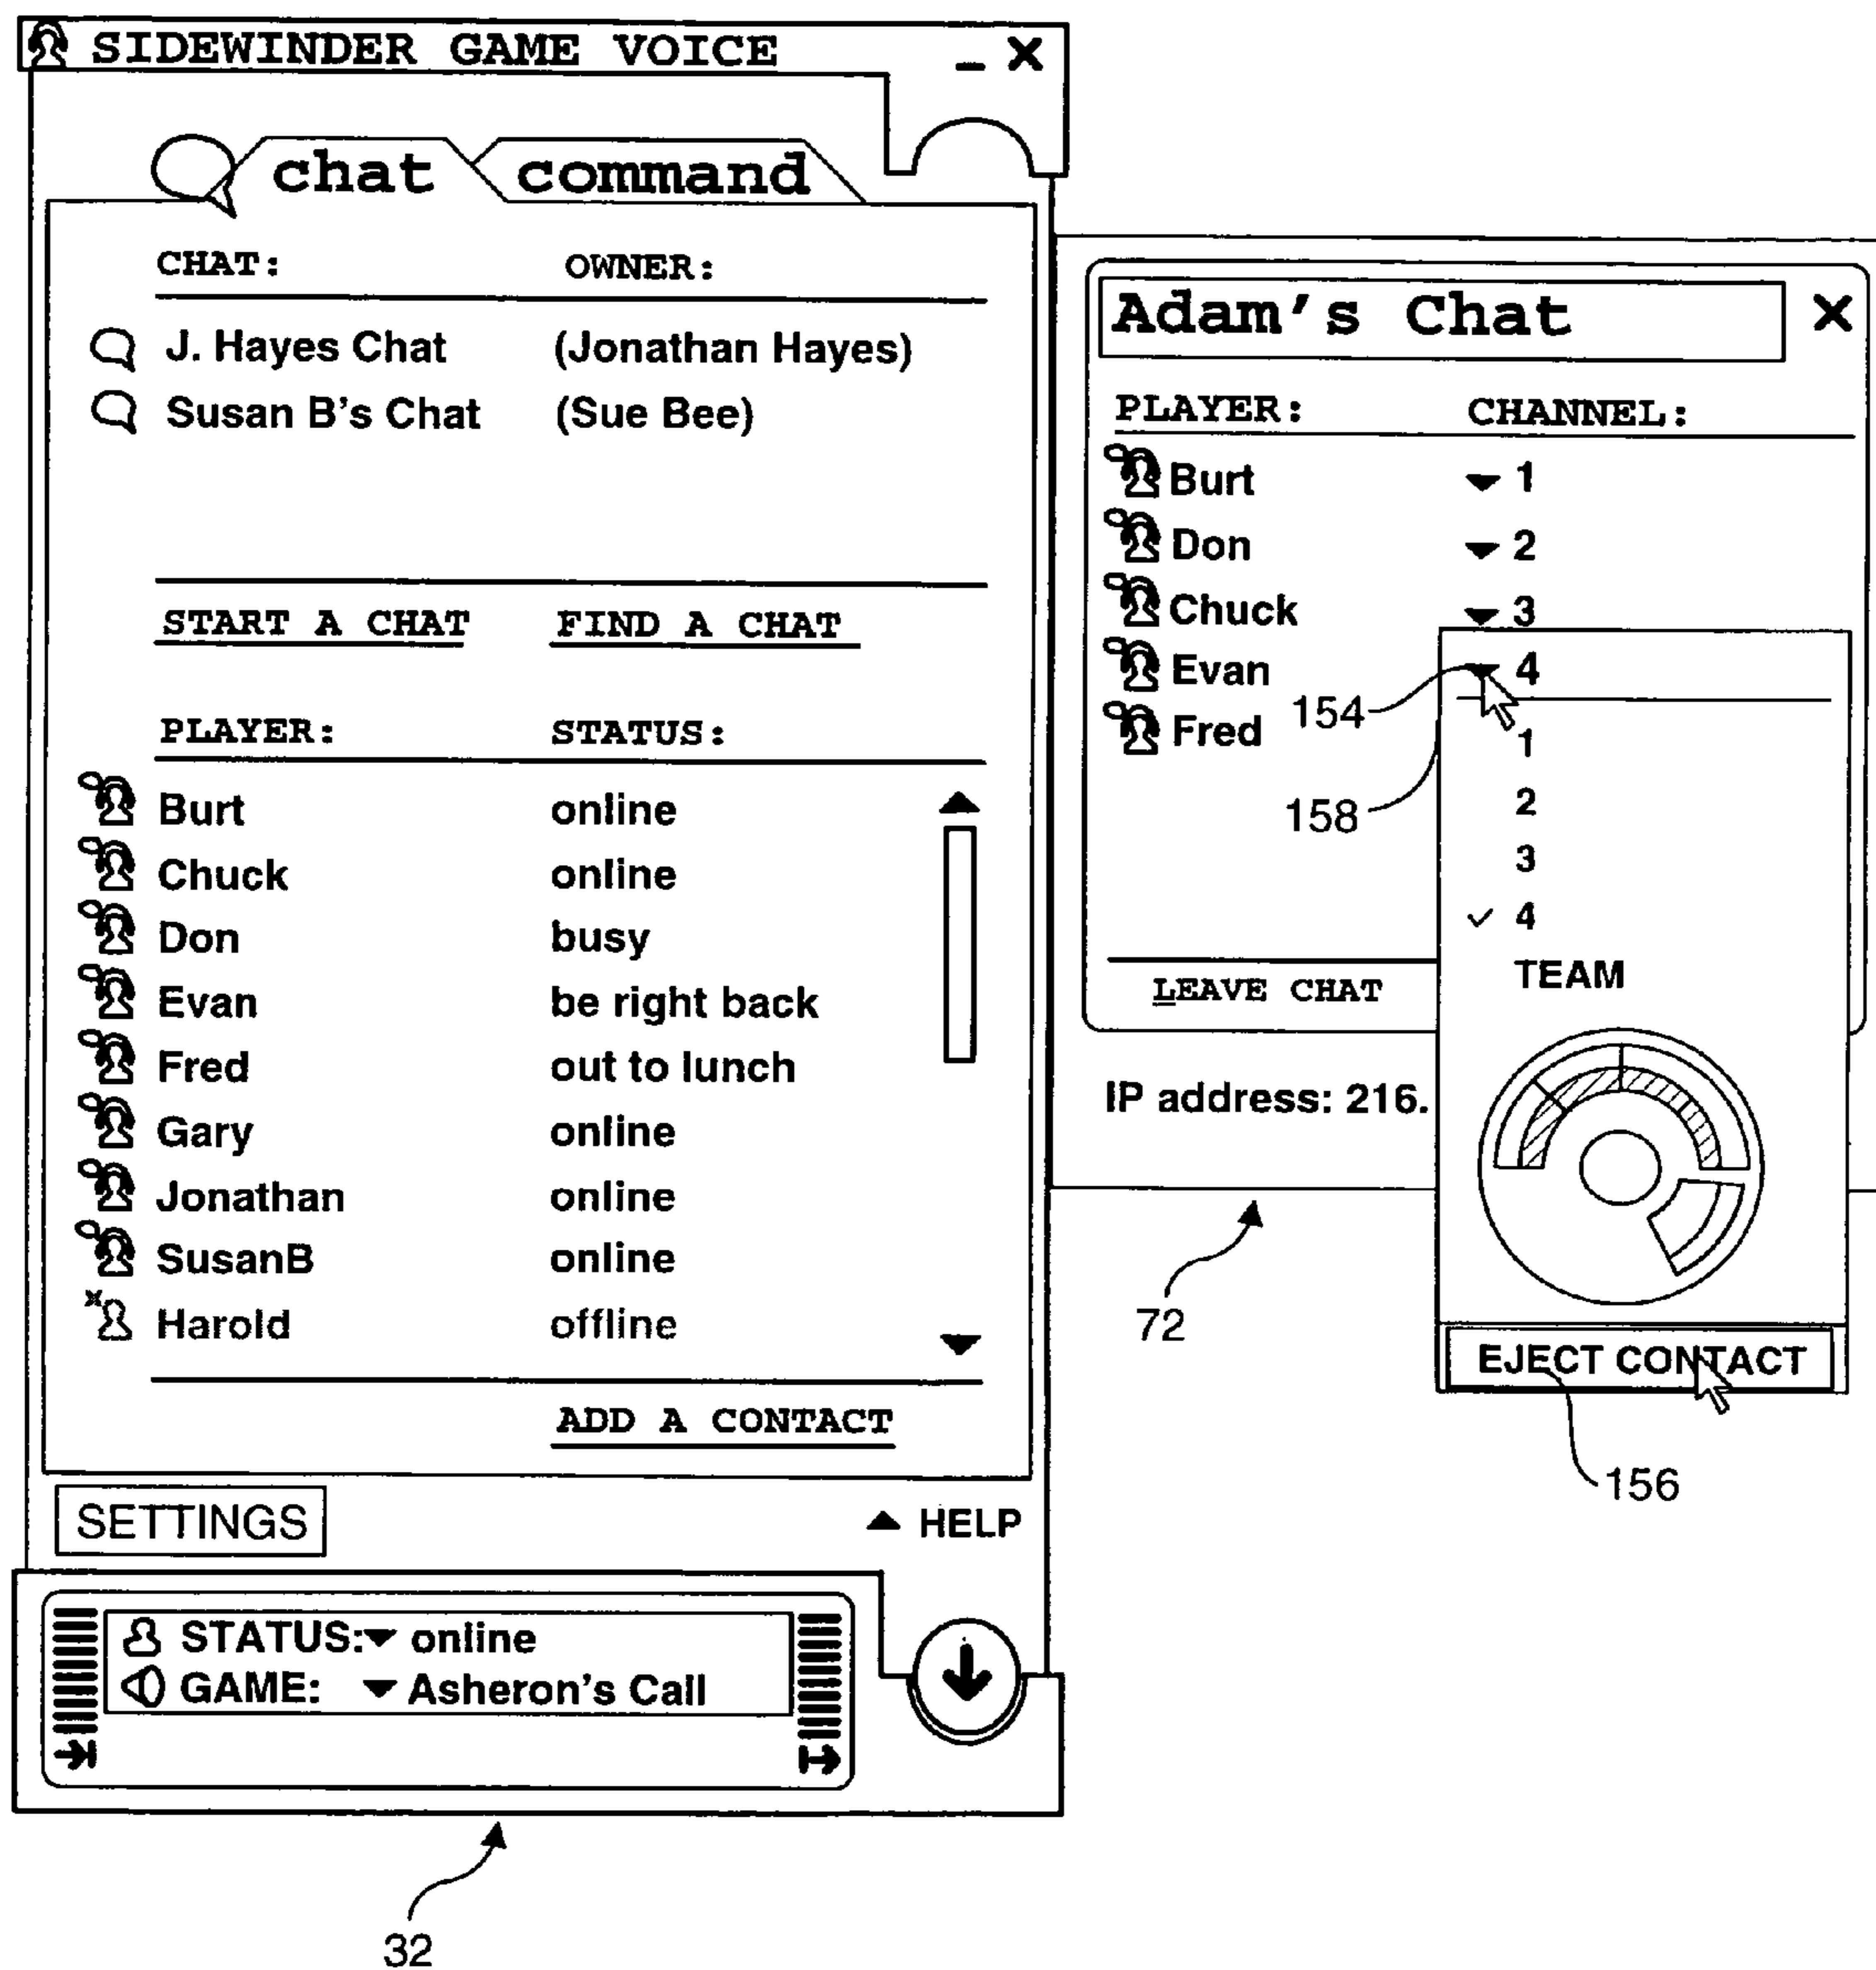 SIDEWINDER GAME VOICE
chat command
CHAT: OWNER:
J. Hayes Chat (Jonathan Hayes)
Susan B's Chat (Sue Bee)
START A CHAT FIND A CHAT
PLAYER: STATUS:
Burt online
Chuck online
Don busy
Evan be right back
Fred out to lunch
Gary online
Jonathan online
SusanB online
Harold offline
ADD A CONTACT
SETTINGS HELP
STATUS: online
GAME: Asheron's Call
32
Adam's Chat X
PLAYER: CHANNEL:
Burt 1
Don 2
Chuck 3
Evan 4
Fred
154
158
1
2
3
4
TEAM
LEAVE CHAT
IP address: 216.
72
EJECT CONTACT
156